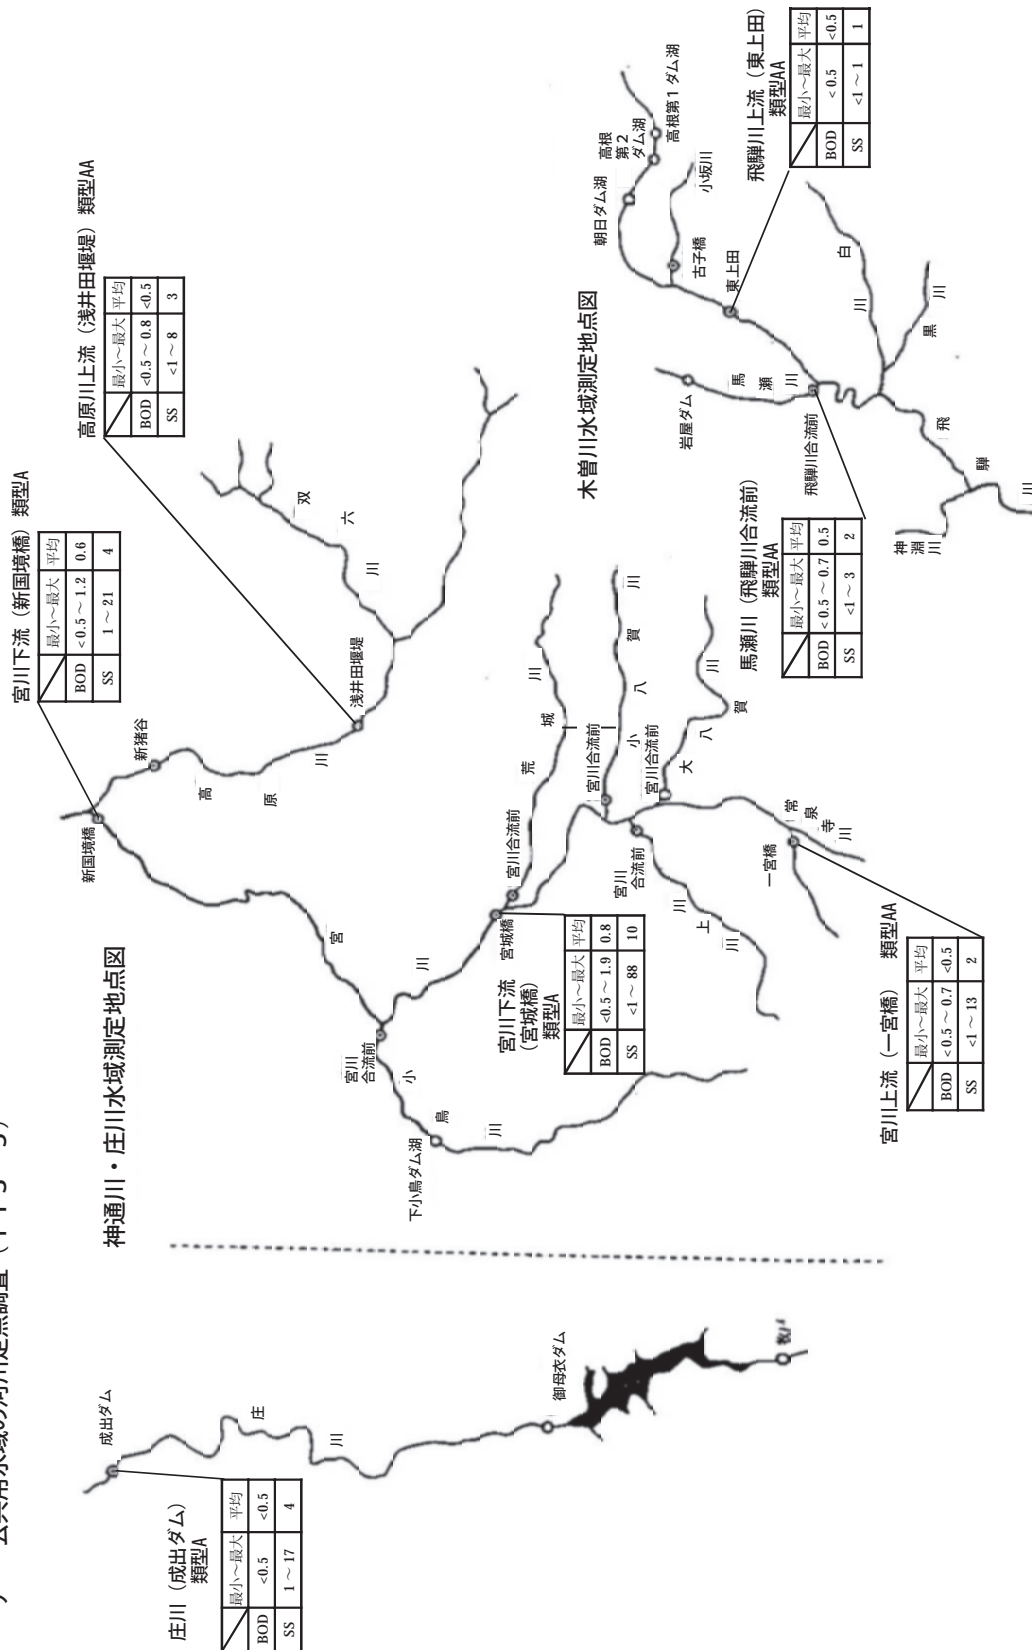 公共用水域の河川定点調査
神通川・庄川水域測定地点図
庄川（成出ダム）
類型A
最小～最大 平均
BOD <0.5 <0.5
SS 1～17 4
成出ダム
庄
川
御母衣ダム
宮川下流（新国境橋）類型A
最小～最大 平均
BOD <0.5～1.2 0.6
SS 1～21 4
新国境橋
新猪谷
高
原
川
高原川上流（浅井田堰堤）類型AA
最小～最大 平均
BOD <0.5～0.8 <0.5
SS <1～8 3
浅井田堰堤
双
六
川
宮
川
宮川
合流前
小
鳥
川
下小鳥ダム湖
宮川下流
（宮城橋）
類型A
最小～最大 平均
BOD <0.5～1.9 0.8
SS <1～88 10
宮城橋
宮川合流前
荒
城
川
宮川合流前
小
八
賀
川
宮川合流前
大
八
賀
川
宮川
合流前
川
上
川
一宮橋
常
泉
寺
川
宮川上流（一宮橋） 類型AA
最小～最大 平均
BOD <0.5～0.7 <0.5
SS <1～13 2
木曽川水域測定地点図
馬瀬川（飛騨川合流前）
類型AA
最小～最大 平均
BOD <0.5～0.7 0.5
SS <1～3 2
岩屋ダム
馬
瀬
川
飛騨川合流前
朝日ダム湖
高根
第2
ダム湖
高根第1ダム湖
小坂川
古子橋
東上田
飛騨川上流（東上田）
類型AA
最小～最大 平均
BOD <0.5 <0.5
SS <1～1 1
白
川
黒
川
飛
騨
川
神
淵
川